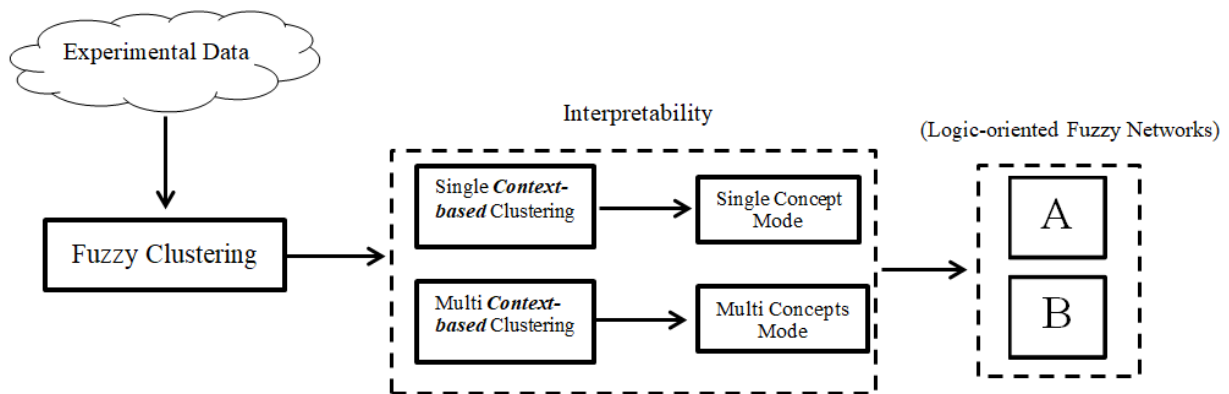 Experimental Data
Interpretability
(Logic-oriented Fuzzy Networks)
Fuzzy Clustering
Single Context-
based Clustering
Single Concept
Mode
Multi Context-
based Clustering
Multi Concepts
Mode
A
B